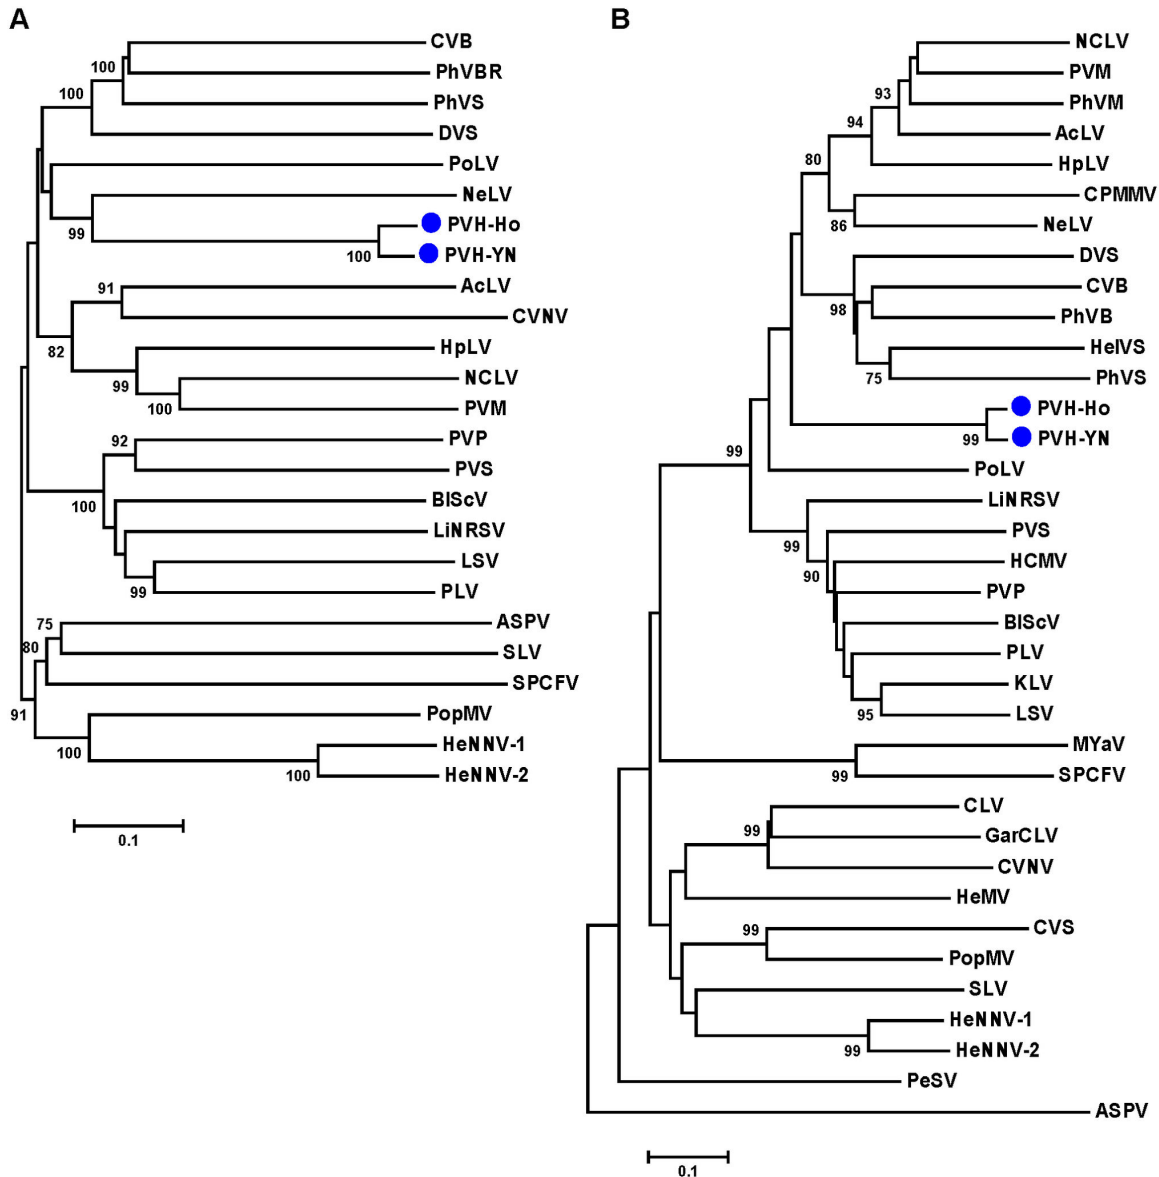 A
CVB
100
PhVBR
100
PhVS
DVS
PoLV
NeLV
99
PVH-Ho
100
PVH-YN
91
AcLV
CVNV
82
HpLV
99
NCLV
100
PVM
92
PVP
PVS
100
BlScV
LiNRSV
LSV
99
PLV
75
ASPV
80
SLV
SPCFV
91
PopMV
100
HeNNV-1
100
HeNNV-2
0.1
B
NCLV
PVM
93
PhVM
94
AcLV
HpLV
80
CPMMV
86
NeLV
DVS
CVB
98
PhVB
HelVS
75
PhVS
PVH-Ho
99
PVH-YN
99
PoLV
LiNRSV
99
PVS
HCMV
90
PVP
BlScV
PLV
KLV
95
LSV
MYaV
99
SPCFV
CLV
99
GarCLV
CVNV
HeMV
99
CVS
PopMV
SLV
HeNNV-1
99
HeNNV-2
PeSV
ASPV
0.1